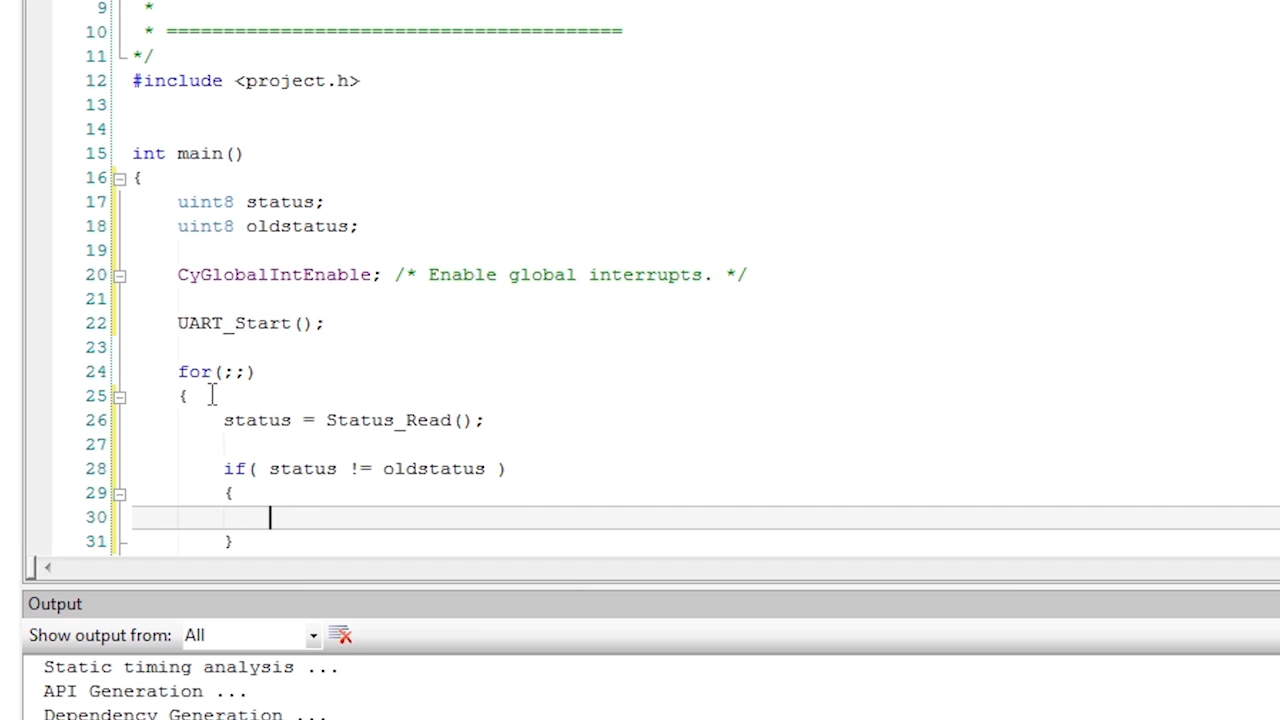 9 *
10 * =========================================
11 */
12 #include <project.h>
13
14
15 int main()
16 {
17 uint8 status;
18 uint8 oldstatus;
19
20 CyGlobalIntEnable; /* Enable global interrupts. */
21
22 UART_Start();
23
24 for(;;)
25 {
26 status = Status_Read();
27
28 if( status != oldstatus )
29 {
30
31 }
Output
Show output from: All
Static timing analysis ...
API Generation ...
Dependency Generation ...